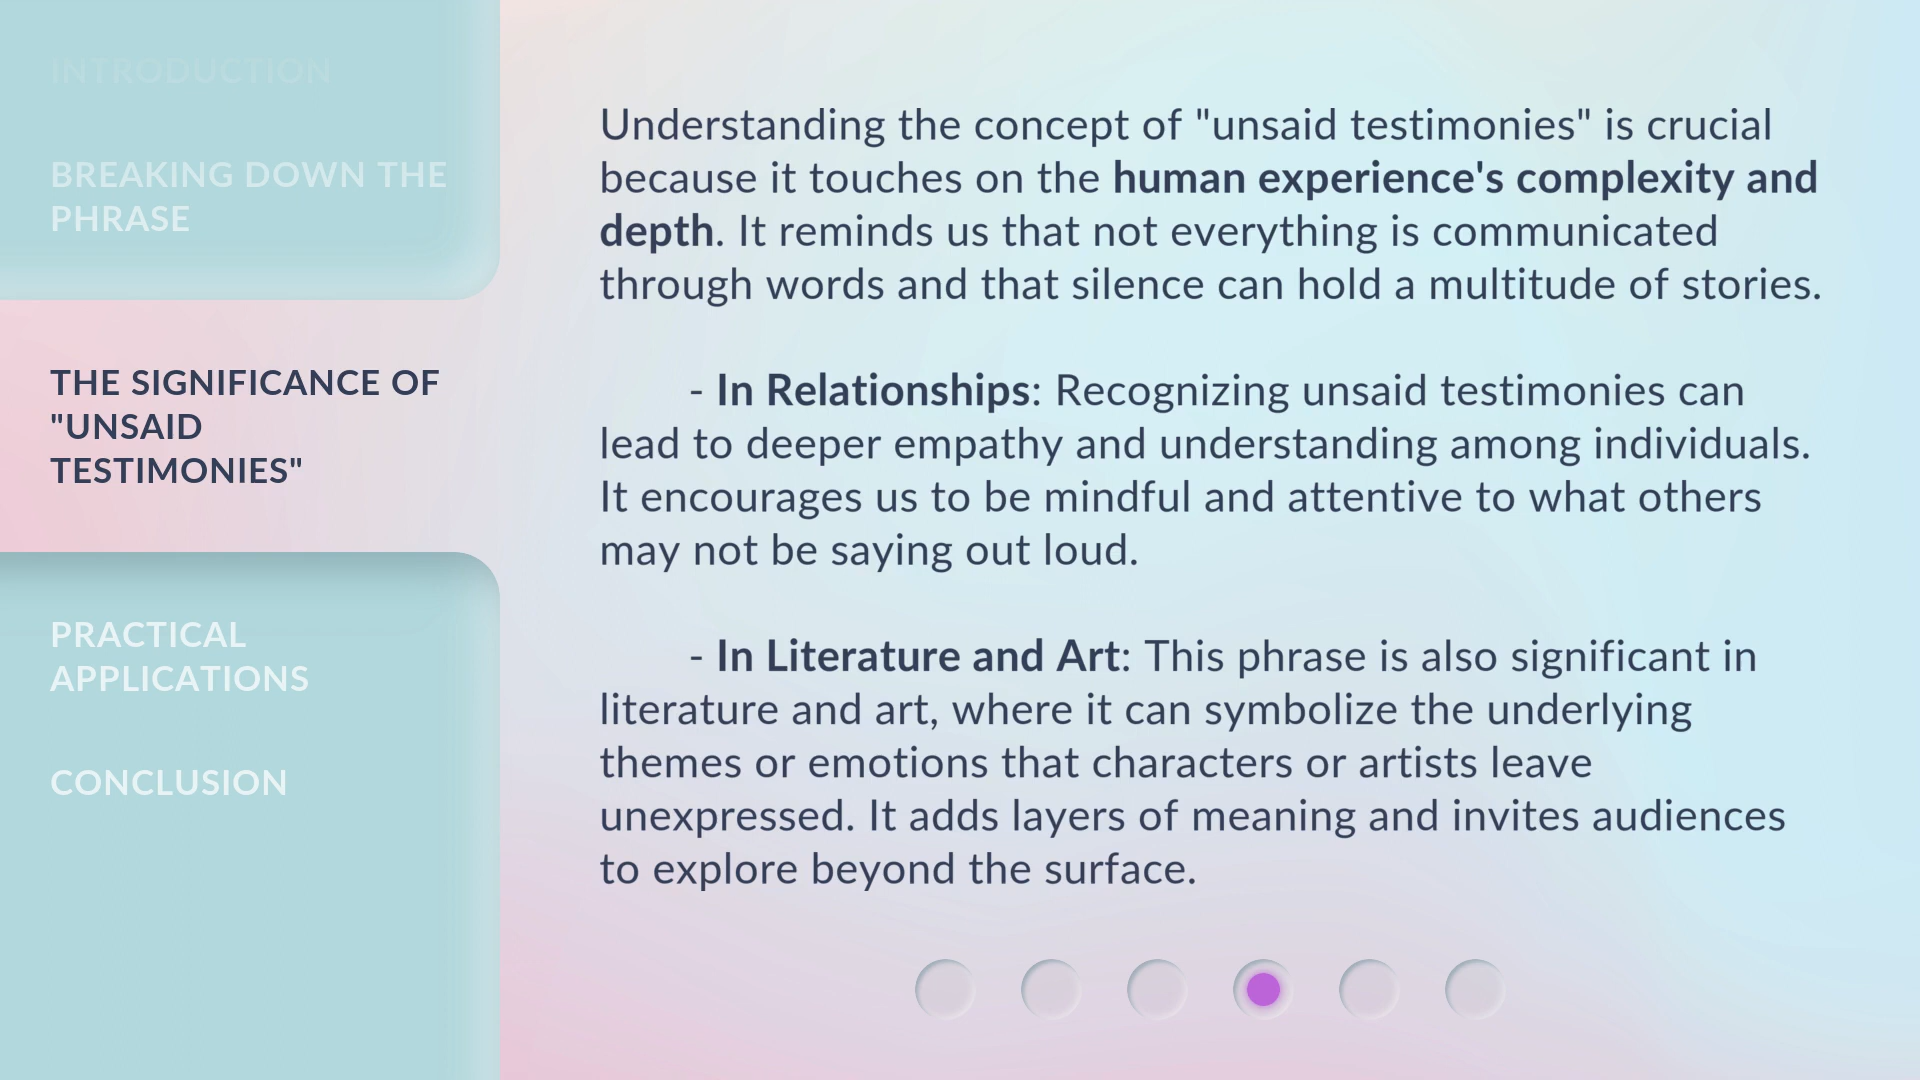 INTRODUCTION
BREAKING DOWN THE
PHRASE
THE SIGNIFICANCE OF
"UNSAID
TESTIMONIES"
PRACTICAL
APPLICATIONS
CONCLUSION
Understanding the concept of "unsaid testimonies" is crucial
because it touches on the human experience's complexity and
depth. It reminds us that not everything is communicated
through words and that silence can hold a multitude of stories.
- In Relationships: Recognizing unsaid testimonies can
lead to deeper empathy and understanding among individuals.
It encourages us to be mindful and attentive to what others
may not be saying out loud.
- In Literature and Art: This phrase is also significant in
literature and art, where it can symbolize the underlying
themes or emotions that characters or artists leave
unexpressed. It adds layers of meaning and invites audiences
to explore beyond the surface.